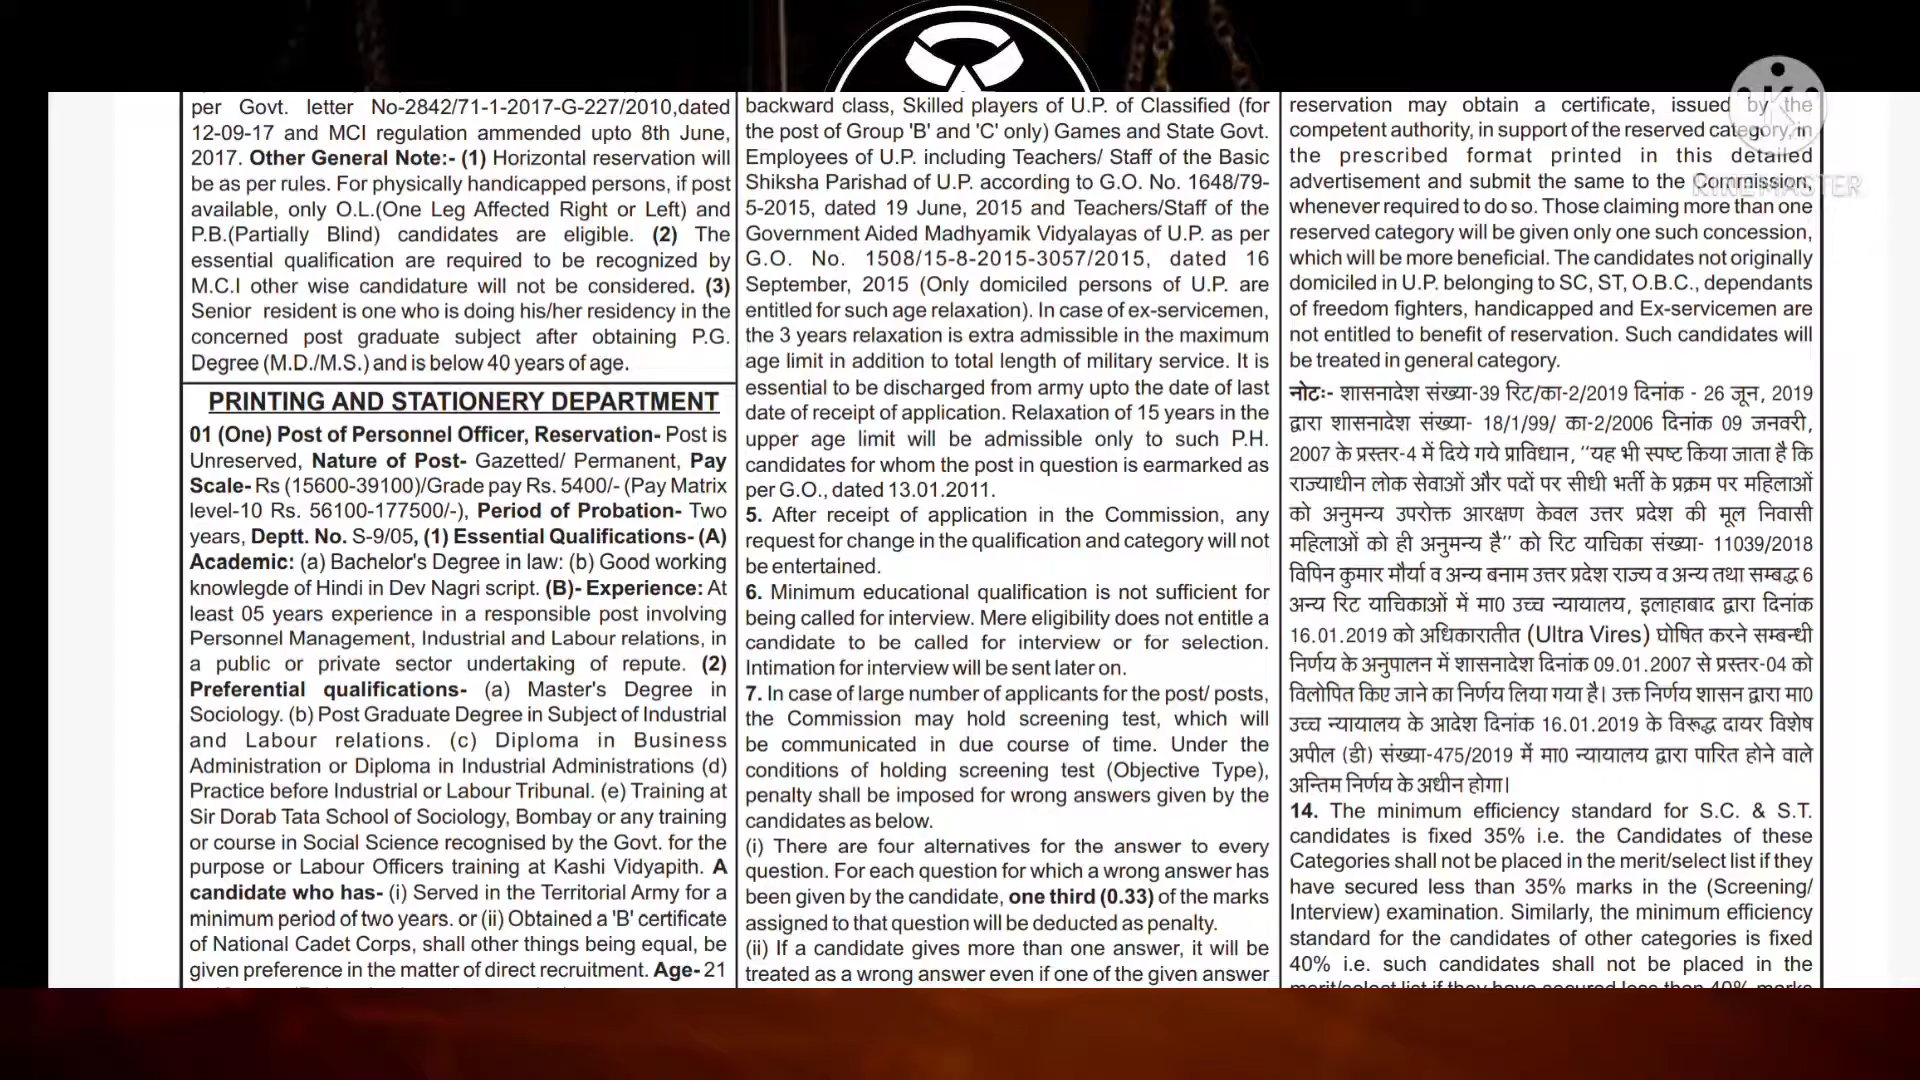 per Govt. letter No-2842/71-1-2017-G-227/2010,dated
12-09-17 and MCI regulation ammended upto 8th June,
2017. Other General Note:- (1) Horizontal reservation will
be as per rules. For physically handicapped persons, if post
available, only O.L.(One Leg Affected Right or Left) and
P.B.(Partially Blind) candidates are eligible. (2) The
essential qualification are required to be recognized by
M.C.I other wise candidature will not be considered. (3)
Senior resident is one who is doing his/her residency in the
concerned post graduate subject after obtaining P.G.
Degree (M.D./M.S.) and is below 40 years of age.
PRINTING AND STATIONERY DEPARTMENT
01 (One) Post of Personnel Officer, Reservation- Post is
Unreserved, Nature of Post- Gazetted/ Permanent, Pay
Scale- Rs (15600-39100)/Grade pay Rs. 5400/- (Pay Matrix
level-10 Rs. 56100-177500/-), Period of Probation- Two
years, Deptt. No. S-9/05, (1) Essential Qualifications- (A)
Academic: (a) Bachelor's Degree in law: (b) Good working
knowlegde of Hindi in Dev Nagri script. (B)- Experience: At
least 05 years experience in a responsible post involving
Personnel Management, Industrial and Labour relations, in
a public or private sector undertaking of repute. (2)
Preferential qualifications- (a) Master's Degree in
Sociology. (b) Post Graduate Degree in Subject of Industrial
and Labour relations. (c) Diploma in Business
Administration or Diploma in Industrial Administrations (d)
Practice before Industrial or Labour Tribunal. (e) Training at
Sir Dorab Tata School of Sociology, Bombay or any training
or course in Social Science recognised by the Govt. for the
purpose or Labour Officers training at Kashi Vidyapith. A
candidate who has- (i) Served in the Territorial Army for a
minimum period of two years. or (ii) Obtained a 'B' certificate
of National Cadet Corps, shall other things being equal, be
given preference in the matter of direct recruitment. Age- 21
backward class, Skilled players of U.P. of Classified (for
the post of Group 'B' and 'C' only) Games and State Govt.
Employees of U.P. including Teachers/ Staff of the Basic
Shiksha Parishad of U.P. according to G.O. No. 1648/79-
5-2015, dated 19 June, 2015 and Teachers/Staff of the
Government Aided Madhyamik Vidyalayas of U.P. as per
G.O. No. 1508/15-8-2015-3057/2015, dated 16
September, 2015 (Only domiciled persons of U.P. are
entitled for such age relaxation). In case of ex-servicemen,
the 3 years relaxation is extra admissible in the maximum
age limit in addition to total length of military service. It is
essential to be discharged from army upto the date of last
date of receipt of application. Relaxation of 15 years in the
upper age limit will be admissible only to such P.H.
candidates for whom the post in question is earmarked as
per G.O., dated 13.01.2011.
5. After receipt of application in the Commission, any
request for change in the qualification and category will not
be entertained.
6. Minimum educational qualification is not sufficient for
being called for interview. Mere eligibility does not entitle a
candidate to be called for interview or for selection.
Intimation for interview will be sent later on.
7. In case of large number of applicants for the post/ posts,
the Commission may hold screening test, which will
be communicated in due course of time. Under the
conditions of holding screening test (Objective Type),
penalty shall be imposed for wrong answers given by the
candidates as below.
(i) There are four alternatives for the answer to every
question. For each question for which a wrong answer has
been given by the candidate, one third (0.33) of the marks
assigned to that question will be deducted as penalty.
(ii) If a candidate gives more than one answer, it will be
treated as a wrong answer even if one of the given answer
reservation may obtain a certificate, issued by the
competent authority, in support of the reserved category, in
the prescribed format printed in this detailed
advertisement and submit the same to the Commission,
whenever required to do so. Those claiming more than one
reserved category will be given only one such concession,
which will be more beneficial. The candidates not originally
domiciled in U.P. belonging to SC, ST, O.B.C., dependants
of freedom fighters, handicapped and Ex-servicemen are
not entitled to benefit of reservation. Such candidates will
be treated in general category.
नोटः- शासनादेश संख्या-39 रिट/का-2/2019 दिनांक - 26 जून, 2019
द्वारा शासनादेश संख्या- 18/1/99/ का-2/2006 दिनांक 09 जनवरी,
2007 के प्रस्तर-4 में दिये गये प्राविधान, ‘‘यह भी स्पष्ट किया जाता है कि
राज्याधीन लोक सेवाओं और पदों पर सीधी भर्ती के प्रक्रम पर महिलाओं
को अनुमन्य उपरोक्त आरक्षण केवल उत्तर प्रदेश की मूल निवासी
महिलाओं को ही अनुमन्य है’’ को रिट याचिका संख्या- 11039/2018
विपिन कुमार मौर्या व अन्य बनाम उत्तर प्रदेश राज्य व अन्य तथा सम्बद्ध 6
अन्य रिट याचिकाओं में मा0 उच्च न्यायालय, इलाहाबाद द्वारा दिनांक
16.01.2019 को अधिकारातीत (Ultra Vires) घोषित करने सम्बन्धी
निर्णय के अनुपालन में शासनादेश दिनांक 09.01.2007 से प्रस्तर-04 को
विलोपित किए जाने का निर्णय लिया गया है। उक्त निर्णय शासन द्वारा मा0
उच्च न्यायालय के आदेश दिनांक 16.01.2019 के विरूद्ध दायर विशेष
अपील (डी) संख्या-475/2019 में मा0 न्यायालय द्वारा पारित होने वाले
अन्तिम निर्णय के अधीन होगा।
14. The minimum efficiency standard for S.C. & S.T.
candidates is fixed 35% i.e. the Candidates of these
Categories shall not be placed in the merit/select list if they
have secured less than 35% marks in the (Screening/
Interview) examination. Similarly, the minimum efficiency
standard for the candidates of other categories is fixed
40% i.e. such candidates shall not be placed in the
merit/select list if they have secured less than 40% marks
KINEMASTER